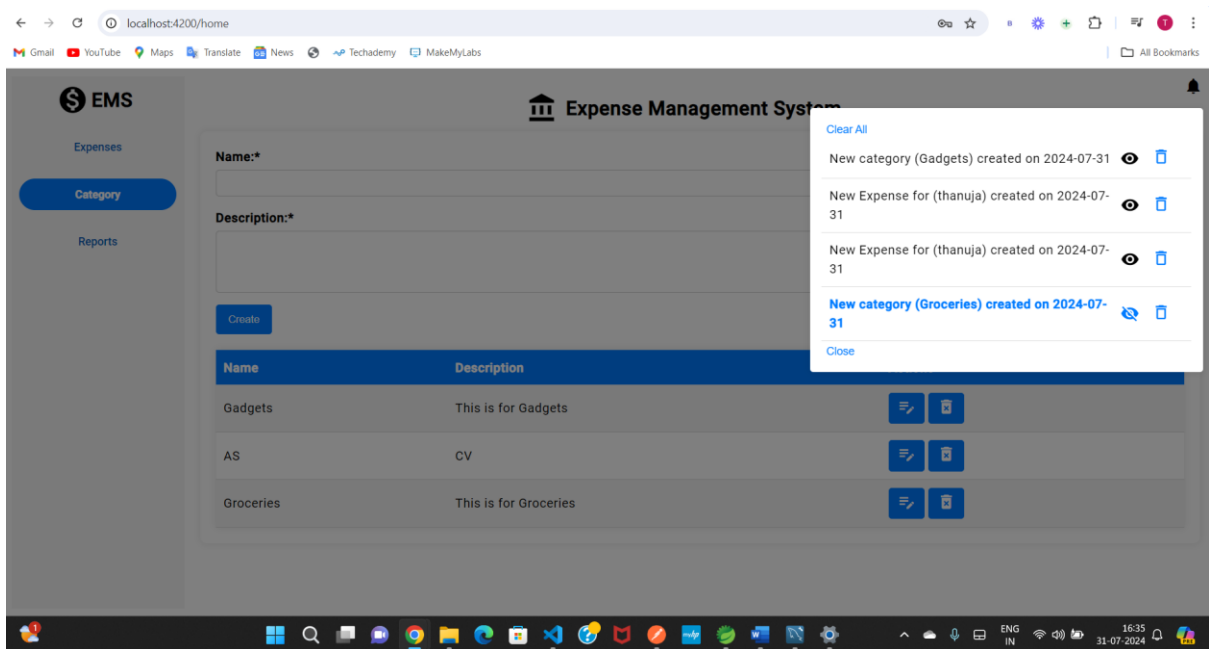 localhost:4200/home
T
Gmail YouTube Maps Translate News Techademy MakeMyLabs All Bookmarks
EMS
Expense Management System
Expenses
Category
Reports
Name:*
Description:*
Create
Name Description
Gadgets This is for Gadgets
AS CV
Groceries This is for Groceries
Clear All
New category (Gadgets) created on 2024-07-31
New Expense for (thanuja) created on 2024-07-
31
New Expense for (thanuja) created on 2024-07-
31
New category (Groceries) created on 2024-07-
31
Close
1
ENG
IN
16:35
31-07-2024